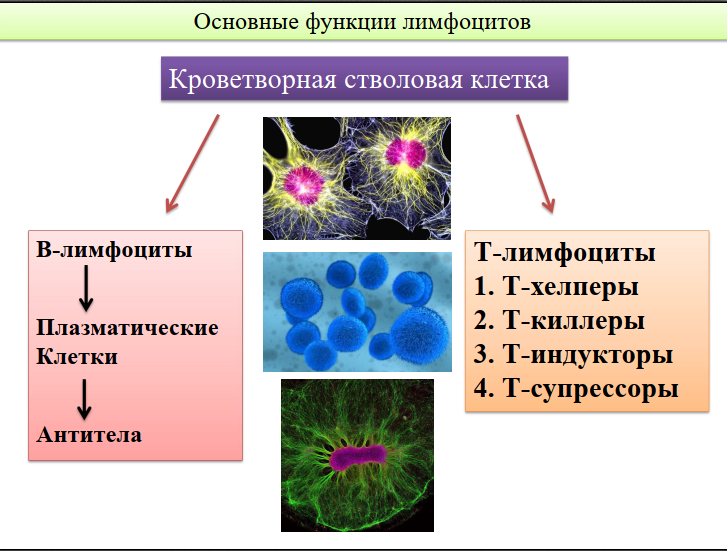 Основные функции лимфоцитов
Кроветворная стволовая клетка
В-лимфоциты
Плазматические
Клетки
Антитела
Т-лимфоциты
1. Т-хелперы
2. Т-киллеры
3. Т-индукторы
4. Т-супрессоры